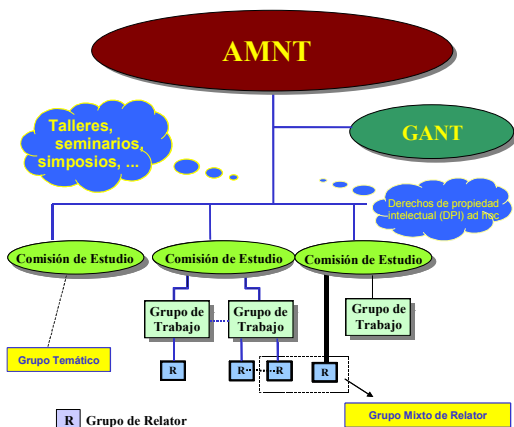 AMNT
GANT
Talleres,
seminarios,
simposios, ...
Derechos de propiedad
intelectual (DPI) ad hoc
Comisión de Estudio
Comisión de Estudio
Comisión de Estudio
Grupo de
Trabajo
Grupo de
Trabajo
Grupo de
Trabajo
Grupo Temático
R
R
R
R
Grupo Mixto de Relator
R Grupo de Relator